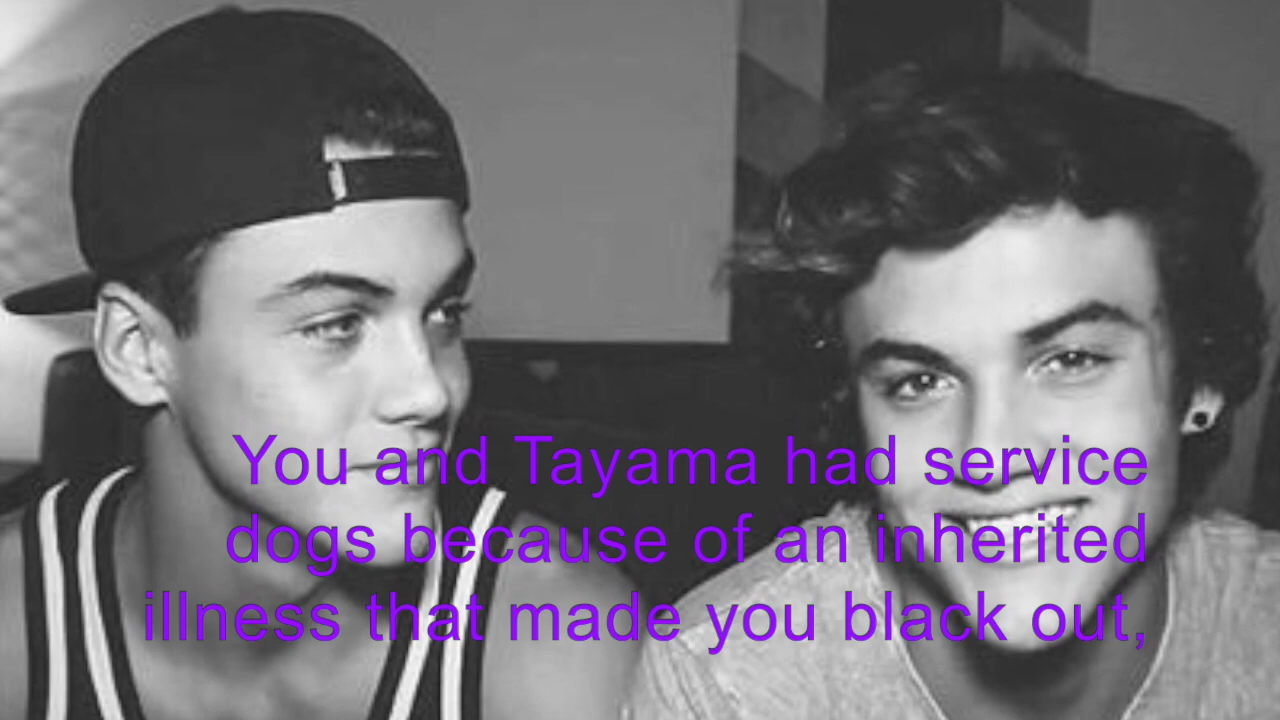 You and Tayama had service
dogs because of an inherited
illness that made you black out,